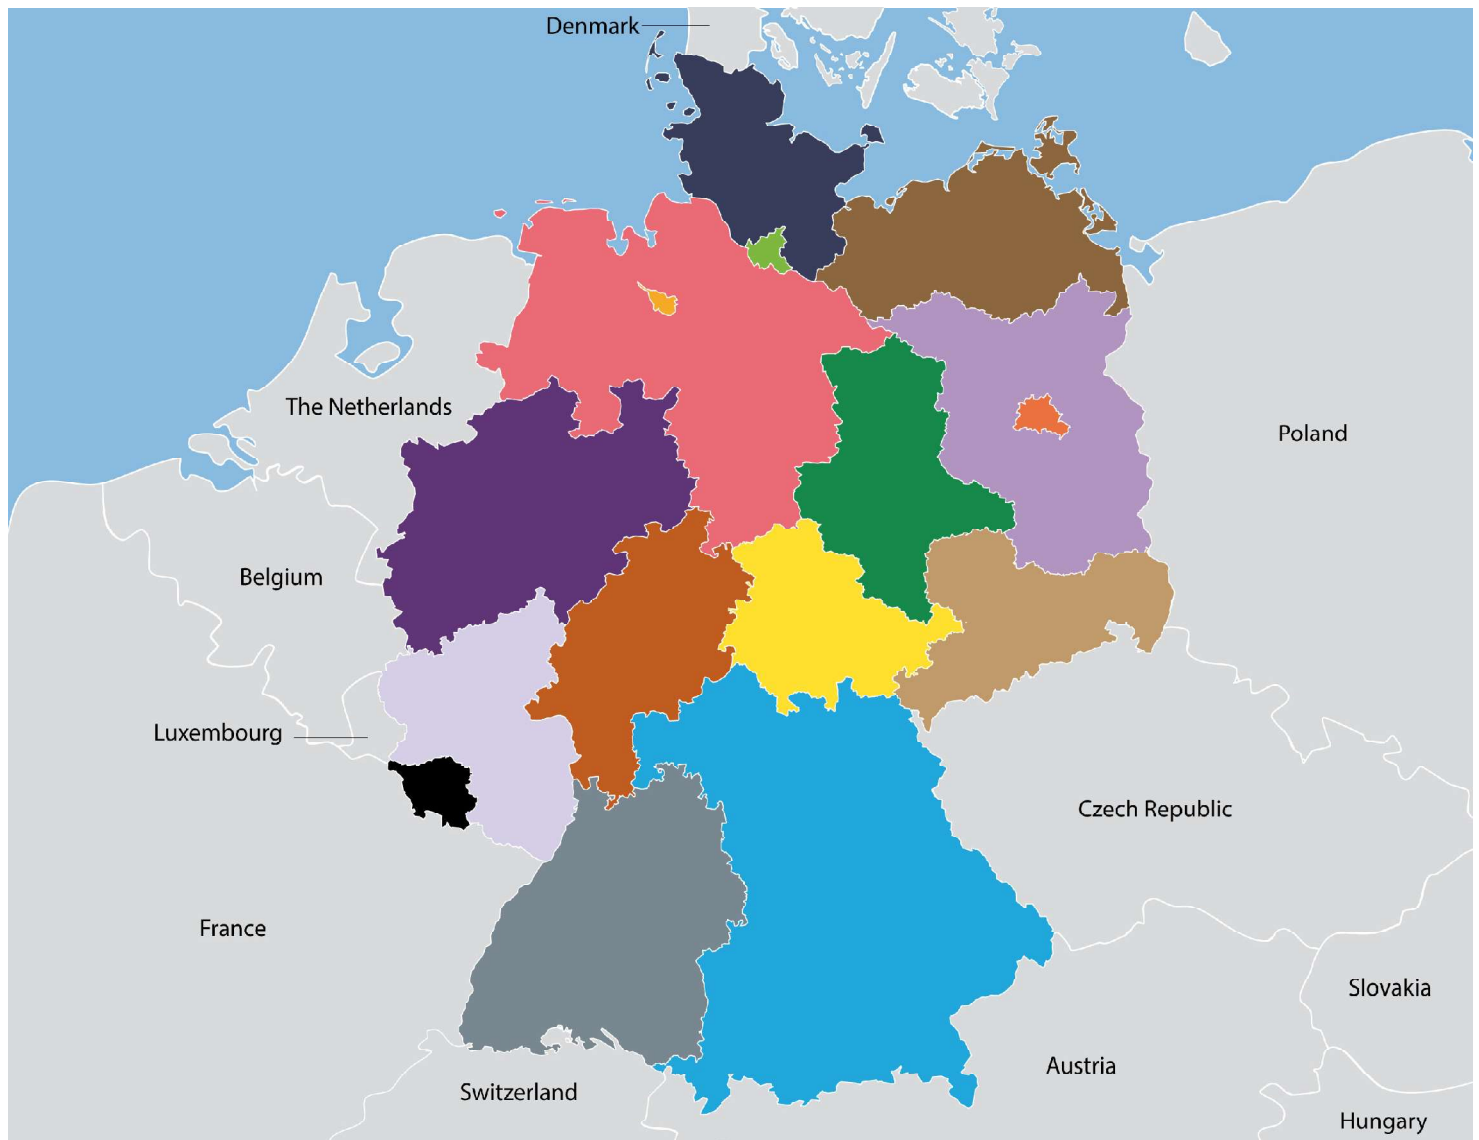 Denmark
The Netherlands
Poland
Belgium
Luxembourg
Czech Republic
France
Slovakia
Austria
Switzerland
Hungary